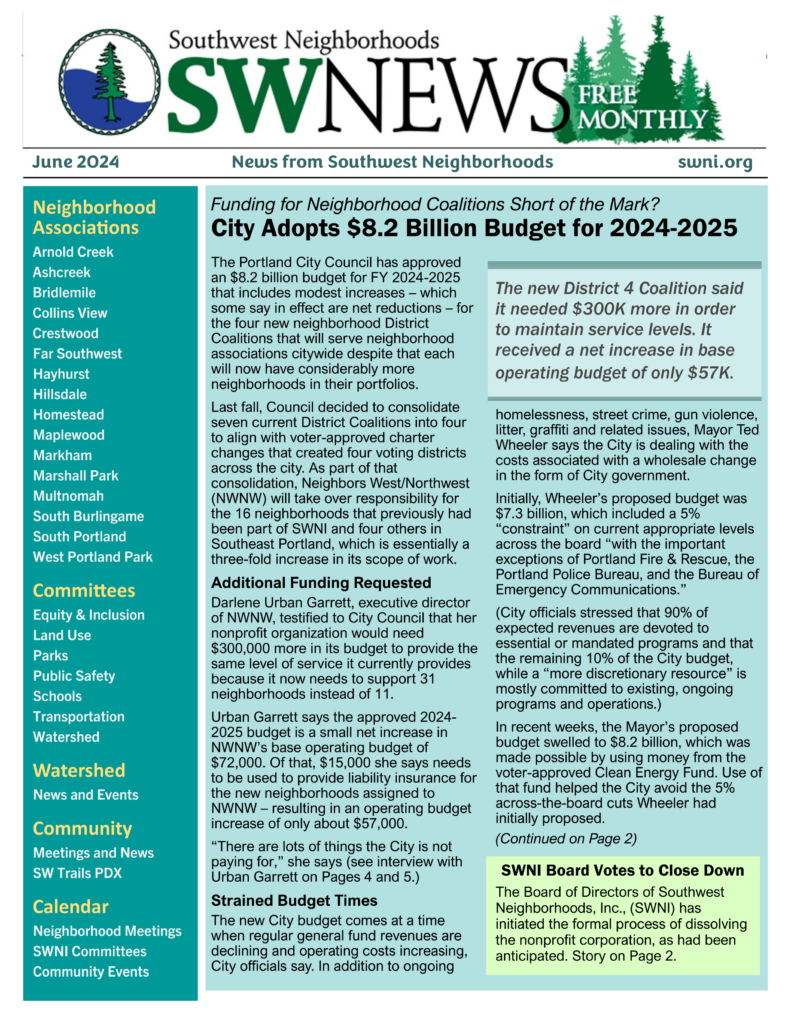 Southwest Neighborhoods
SWNEWS
FREE
MONTHLY
June 2024
News from Southwest Neighborhoods
swni.org
Neighborhood
Associations
Arnold Creek
Ashcreek
Bridlemile
Collins View
Crestwood
Far Southwest
Hayhurst
Hillsdale
Homestead
Maplewood
Markham
Marshall Park
Multnomah
South Burlingame
South Portland
West Portland Park
Committees
Equity & Inclusion
Land Use
Parks
Public Safety
Schools
Transportation
Watershed
Watershed
News and Events
Community
Meetings and News
SW Trails PDX
Calendar
Neighborhood Meetings
SWNI Committees
Community Events
Funding for Neighborhood Coalitions Short of the Mark?
City Adopts $8.2 Billion Budget for 2024-2025
The Portland City Council has approved
an $8.2 billion budget for FY 2024-2025
that includes modest increases – which
some say in effect are net reductions – for
the four new neighborhood District
Coalitions that will serve neighborhood
associations citywide despite that each
will now have considerably more
neighborhoods in their portfolios.
Last fall, Council decided to consolidate
seven current District Coalitions into four
to align with voter-approved charter
changes that created four voting districts
across the city. As part of that
consolidation, Neighbors West/Northwest
(NWNW) will take over responsibility for
the 16 neighborhoods that previously had
been part of SWNI and four others in
Southeast Portland, which is essentially a
three-fold increase in its scope of work.
Additional Funding Requested
Darlene Urban Garrett, executive director
of NWNW, testified to City Council that her
nonprofit organization would need
$300,000 more in its budget to provide the
same level of service it currently provides
because it now needs to support 31
neighborhoods instead of 11.
Urban Garrett says the approved 2024-
2025 budget is a small net increase in
NWNW's base operating budget of
$72,000. Of that, $15,000 she says needs
to be used to provide liability insurance for
the new neighborhoods assigned to
NWNW – resulting in an operating budget
increase of only about $57,000.
“There are lots of things the City is not
paying for,” she says (see interview with
Urban Garrett on Pages 4 and 5.)
Strained Budget Times
The new City budget comes at a time
when regular general fund revenues are
declining and operating costs increasing,
City officials say. In addition to ongoing
The new District 4 Coalition said
it needed $300K more in order
to maintain service levels. It
received a net increase in base
operating budget of only $57K.
homelessness, street crime, gun violence,
litter, graffiti and related issues, Mayor Ted
Wheeler says the City is dealing with the
costs associated with a wholesale change
in the form of City government.
Initially, Wheeler's proposed budget was
$7.3 billion, which included a 5%
“constraint” on current appropriate levels
across the board “with the important
exceptions of Portland Fire & Rescue, the
Portland Police Bureau, and the Bureau of
Emergency Communications.”
(City officials stressed that 90% of
expected revenues are devoted to
essential or mandated programs and that
the remaining 10% of the City budget,
while a “more discretionary resource” is
mostly committed to existing, ongoing
programs and operations.)
In recent weeks, the Mayor's proposed
budget swelled to $8.2 billion, which was
made possible by using money from the
voter-approved Clean Energy Fund. Use of
that fund helped the City avoid the 5%
across-the-board cuts Wheeler had
initially proposed.
(Continued on Page 2)
SWNI Board Votes to Close Down
The Board of Directors of Southwest
Neighborhoods, Inc., (SWNI) has
initiated the formal process of dissolving
the nonprofit corporation, as had been
anticipated. Story on Page 2.